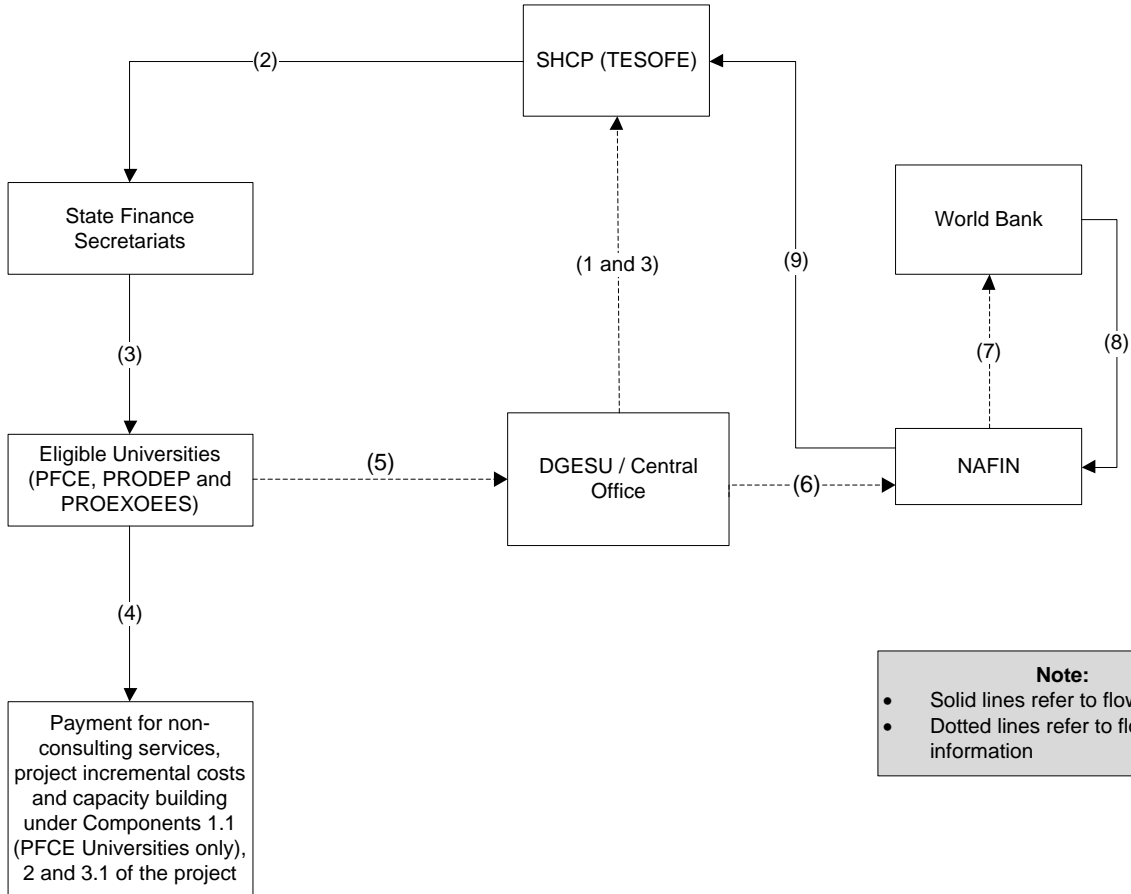 SHCP (TESOFE)
(2)
State Finance
Secretariats
World Bank
(1 and 3)
(9)
(7)
(8)
(3)
Eligible Universities
(PFCE, PRODEP and
PROEXOEES)
(5)
DGESU / Central
Office
(6)
NAFIN
(4)
Payment for non-
consulting services,
project incremental costs
and capacity building
under Components 1.1
(PFCE Universities only),
2 and 3.1 of the project
Note:
• Solid lines refer to
• Dotted lines refer to
information